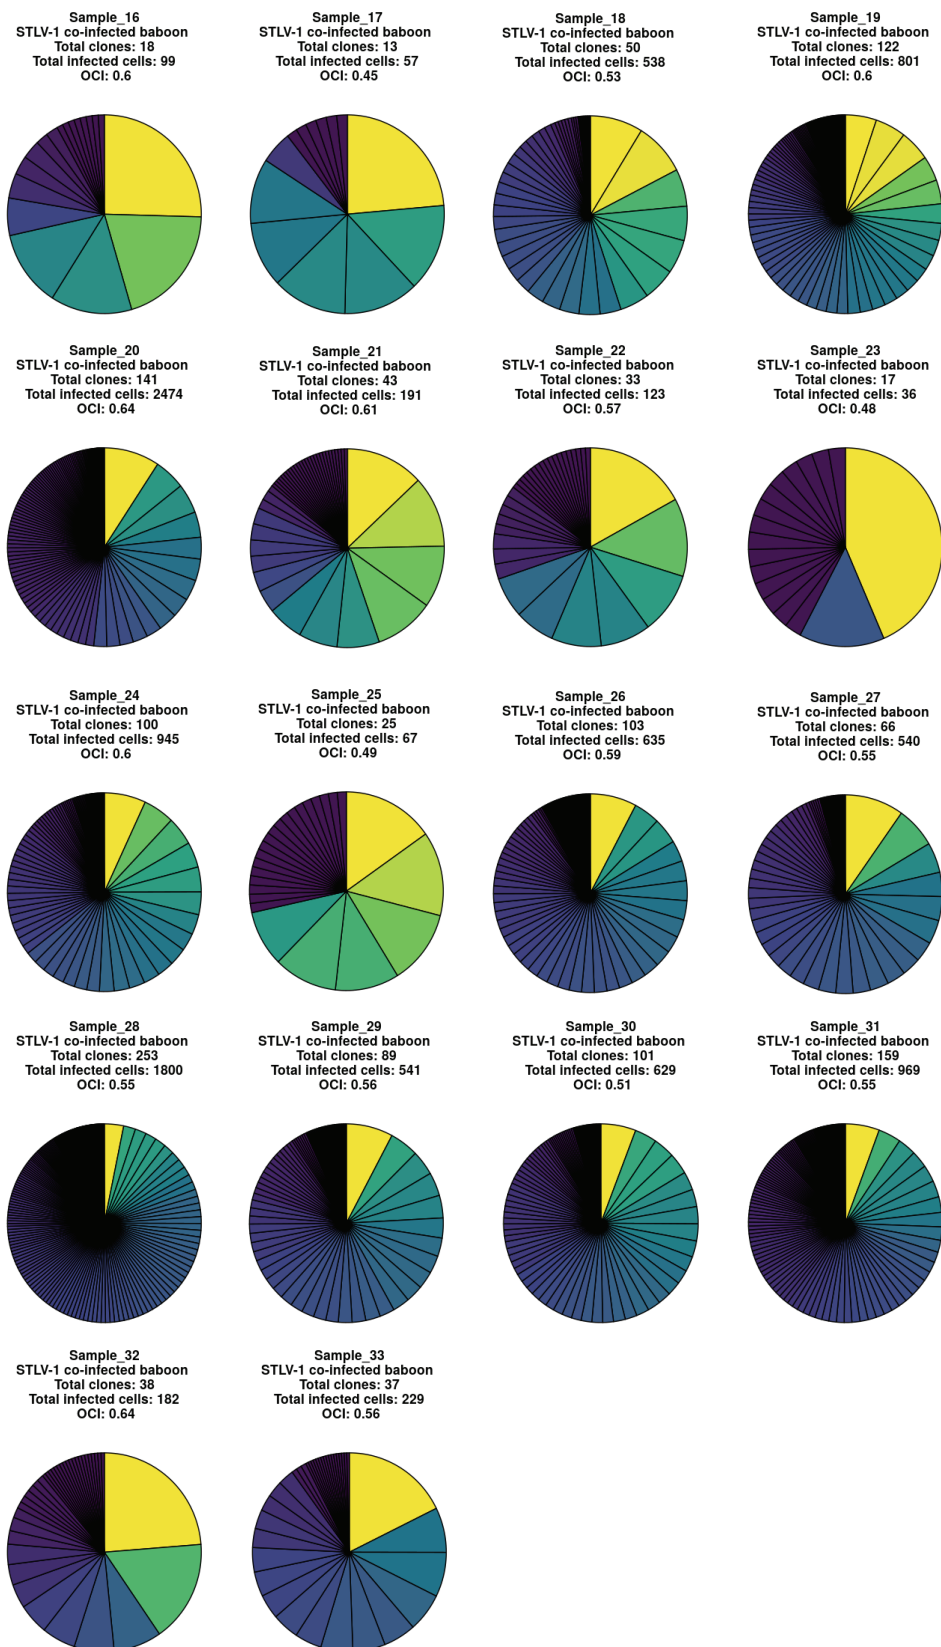 Sample_16
STLV-1 co-infected baboon
Total clones: 18
Total infected cells: 99
OCI: 0.6
Sample_17
STLV-1 co-infected baboon
Total clones: 13
Total infected cells: 57
OCI: 0.45
Sample_18
STLV-1 co-infected baboon
Total clones: 50
Total infected cells: 538
OCI: 0.53
Sample_19
STLV-1 co-infected baboon
Total clones: 122
Total infected cells: 801
OCI: 0.6
Sample_20
STLV-1 co-infected baboon
Total clones: 141
Total infected cells: 2474
OCI: 0.64
Sample_21
STLV-1 co-infected baboon
Total clones: 43
Total infected cells: 191
OCI: 0.61
Sample_22
STLV-1 co-infected baboon
Total clones: 33
Total infected cells: 123
OCI: 0.57
Sample_23
STLV-1 co-infected baboon
Total clones: 17
Total infected cells: 36
OCI: 0.48
Sample_24
STLV-1 co-infected baboon
Total clones: 100
Total infected cells: 945
OCI: 0.6
Sample_25
STLV-1 co-infected baboon
Total clones: 25
Total infected cells: 67
OCI: 0.49
Sample_26
STLV-1 co-infected baboon
Total clones: 103
Total infected cells: 635
OCI: 0.59
Sample_27
STLV-1 co-infected baboon
Total clones: 66
Total infected cells: 540
OCI: 0.55
Sample_28
STLV-1 co-infected baboon
Total clones: 253
Total infected cells: 1800
OCI: 0.55
Sample_29
STLV-1 co-infected baboon
Total clones: 89
Total infected cells: 541
OCI: 0.56
Sample_30
STLV-1 co-infected baboon
Total clones: 101
Total infected cells: 629
OCI: 0.51
Sample_31
STLV-1 co-infected baboon
Total clones: 159
Total infected cells: 969
OCI: 0.55
Sample_32
STLV-1 co-infected baboon
Total clones: 38
Total infected cells: 182
OCI: 0.64
Sample_33
STLV-1 co-infected baboon
Total clones: 37
Total infected cells: 229
OCI: 0.56